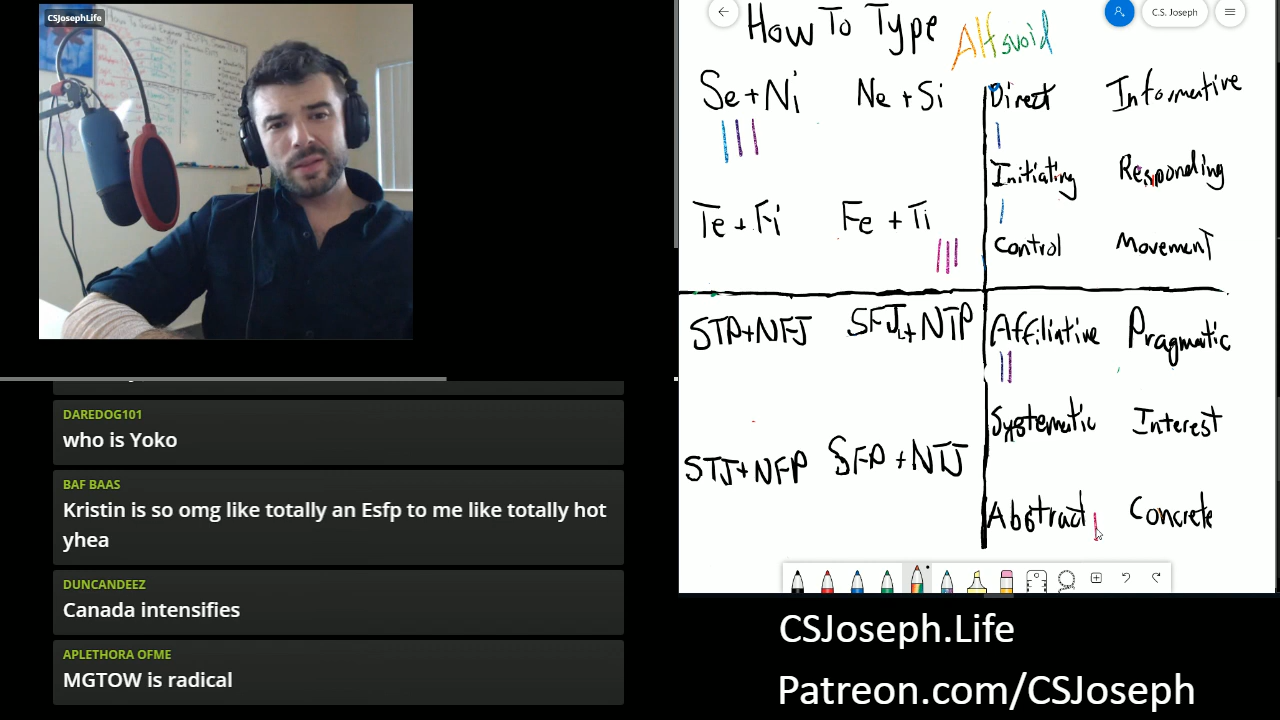 CSJosephLife
DAREDOG101
who is Yoko
BAF BAAS
Kristin is so omg like totally an Esfp to me like totally hot
yhea
DUNCANDEEZ
Canada intensifies
APLETHORA OFME
MGTOW is radical
C.S. Joseph
How To Type
Se+Ni Ne+Si Direct Informative
Initiating Responding
Te+Fi Fe+Ti
Control Movement
STP+NFJ SFJ+NTP Affiliative Pragmatic
Systematic Interest
STJ+NFP SFP+NTJ
Abstract Concrete
CSJoseph.Life
Patreon.com/CSJoseph